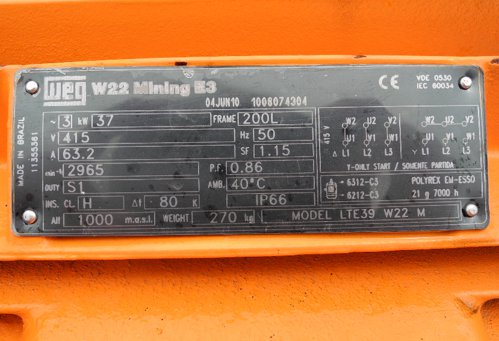 weg W22 Mining E3
04JUN10 1008074304
CE
VDE 0530
IEC 60034
MADE IN BRAZIL
11355361
~ 3 kW 37 FRAME 200L
V 415 Hz 50
A 63.2 SF 1.15
min⁻¹ 2965 P.F. 0.86
DUTY S1 AMB. 40°C
INS. CL. H Δt 80 K IP66
Alt 1000 m.a.s.l. WEIGHT 270 kg
415 V
W2 U2 V2 W2 U2 V2
U1 V1 W1 U1 V1 W1
Δ L1 L2 L3 Y L1 L2 L3
Y-ONLY START / SOMENTE PARTIDA
6312-C3 POLYREX EM-ESSO
6212-C3 21 g 7000 h
MODEL LTE39 W22 M